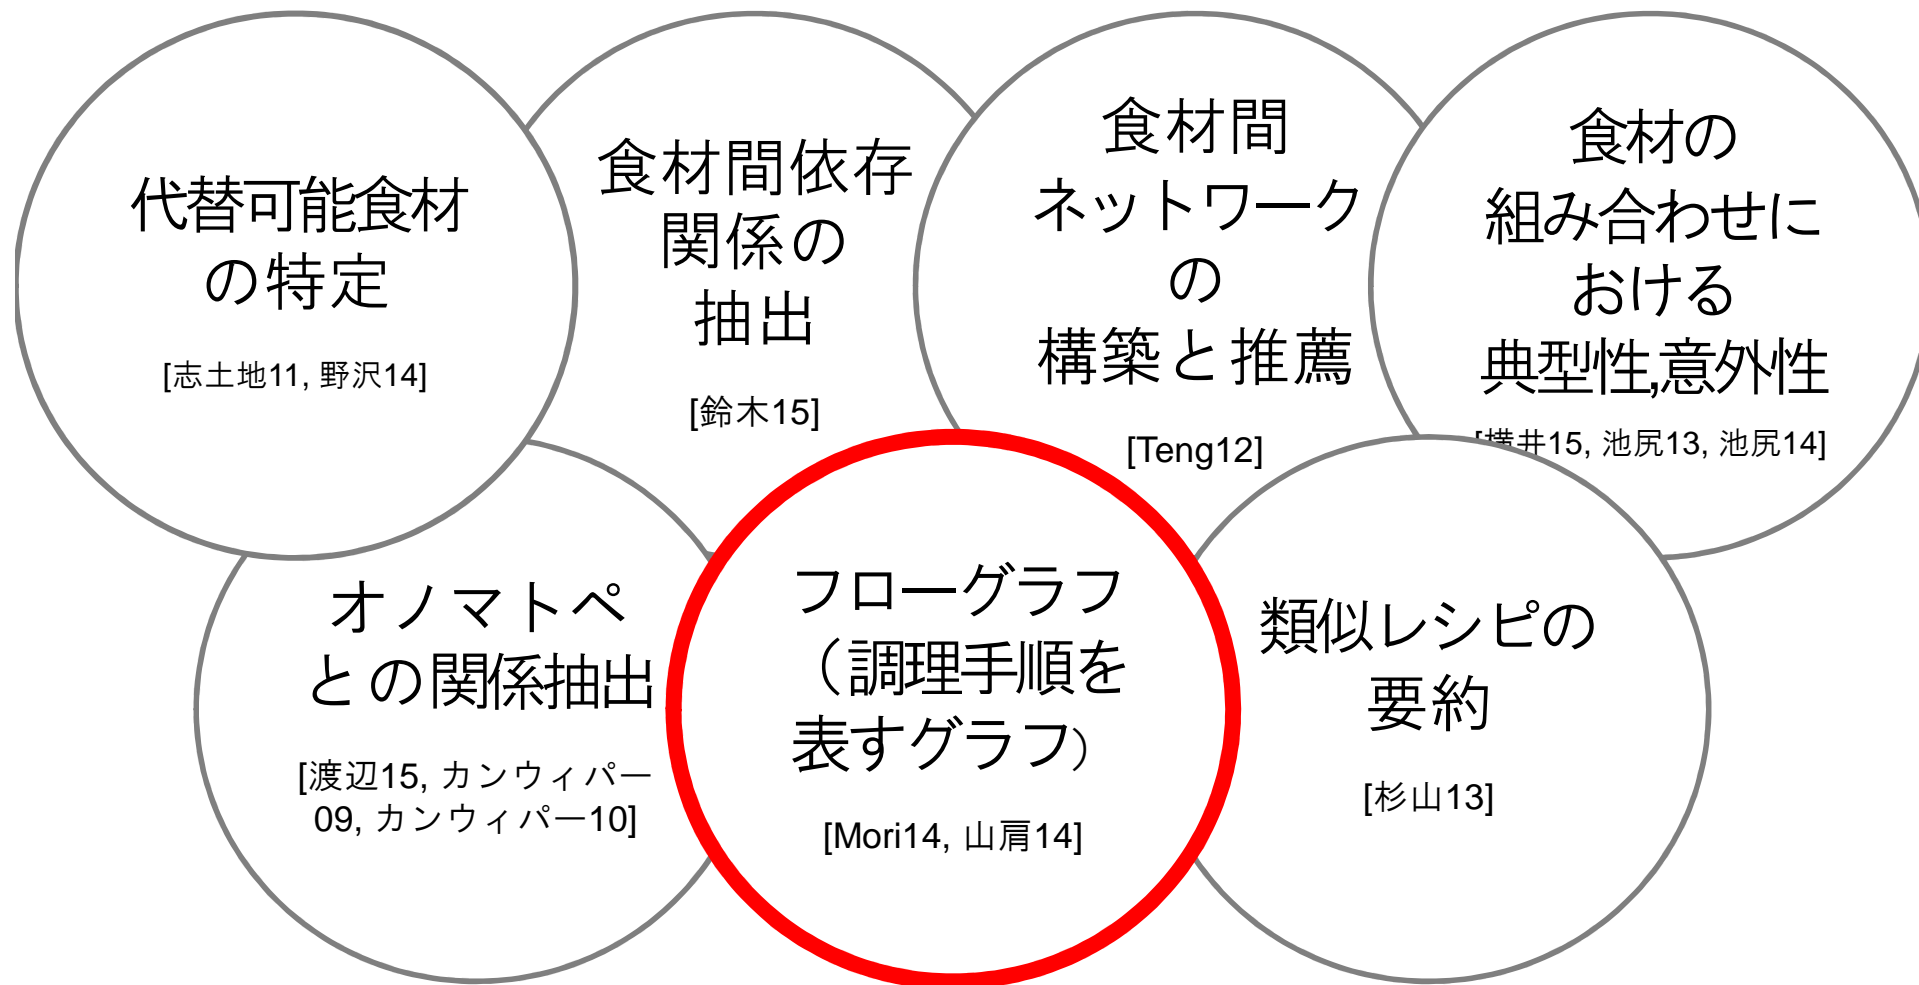 代替可能食材
の特定
[志土地11, 野沢14]
食材間依存
関係の
抽出
[鈴木15]
食材間
ネットワーク
の
構築と推薦
[Teng12]
食材の
組み合わせに
おける
典型性,意外性
[横井15, 池尻13, 池尻14]
オノマトペ
との関係抽出
[渡辺15, カンウィパー
09, カンウィパー10]
フローグラフ
（調理手順を
表すグラフ）
[Mori14, 山肩14]
類似レシピの
要約
[杉山13]